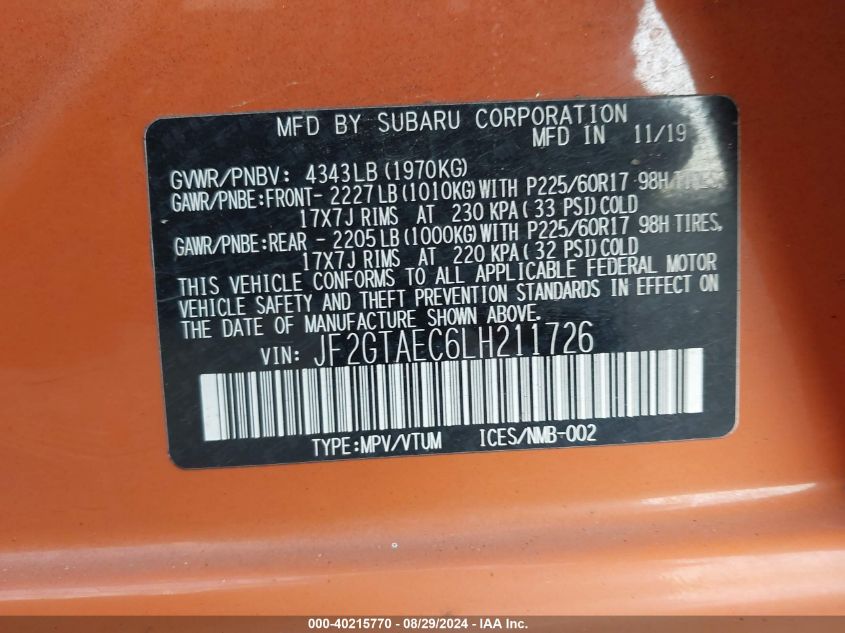 MFD BY SUBARU CORPORATION
MFD IN 11/19
GVWR/PNBV: 4343LB (1970KG)
GAWR/PNBE:FRONT- 2227LB (1010KG)WITH P225/60R17 98H TIRES,
17X7J RIMS AT 230 KPA ( 33 PSI) COLD
GAWR/PNBE:REAR - 2205LB (1000KG)WITH P225/60R17 98H TIRES,
17X7J RIMS AT 220 KPA ( 32 PSI) COLD
THIS VEHICLE CONFORMS TO ALL APPLICABLE FEDERAL MOTOR
VEHICLE SAFETY AND THEFT PREVENTION STANDARDS IN EFFECT ON
THE DATE OF MANUFACTURE SHOWN ABOVE.
VIN: JF2GTAEC6LH211726
TYPE:MPV/VTUM ICES/NMB-002
000-40215770 - 08/29/2024 - IAA, Inc.